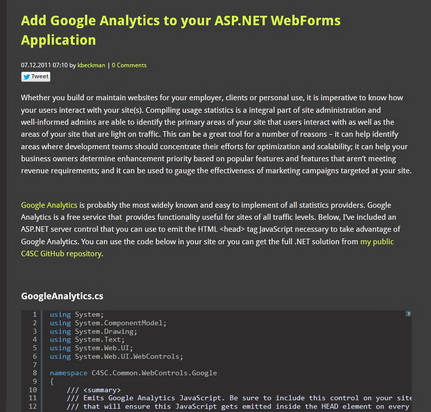 Add Google Analytics to your ASP.NET WebForms
Application
07.12.2011 07:10 by kbeckman | 0 Comments
Tweet
Whether you build or maintain websites for your employer, clients or personal use, it is imperative to know how
your users interact with your site(s). Compiling usage statistics is a integral part of site administration and
well-informed admins are able to identify the primary areas of your site that users interact with as well as the
areas of your site that are light on traffic. This can be a great tool for a number of reasons – it can help identify
areas where development teams should concentrate their efforts for optimization and scalability; it can help your
business owners determine enhancement priority based on popular features and features that aren't meeting
revenue requirements; and it can be used to gauge the effectiveness of marketing campaigns targeted at your site.
Google Analytics is probably the most widely known and easy to implement of all statistics providers. Google
Analytics is a free service that provides functionality useful for sites of all traffic levels. Below, I've included an
ASP.NET server control that you can use to emit the HTML <head> tag JavaScript necessary to take advantage of
Google Analytics. You can use the code below in your site or you can get the full .NET solution from my public
C4SC GitHub repository.
GoogleAnalytics.cs
1 using System;
2 using System.ComponentModel;
3 using System.Drawing;
4 using System.Text;
5 using System.Web.UI;
6 using System.Web.UI.WebControls;
7
8 namespace C4SC.Common.WebControls.Google
9 {
10 /// <summary>
11 /// Emits Google Analytics JavaScript. Be sure to include this control on your site
12 /// that will ensure this JavaScript gets emitted inside the HEAD element on every